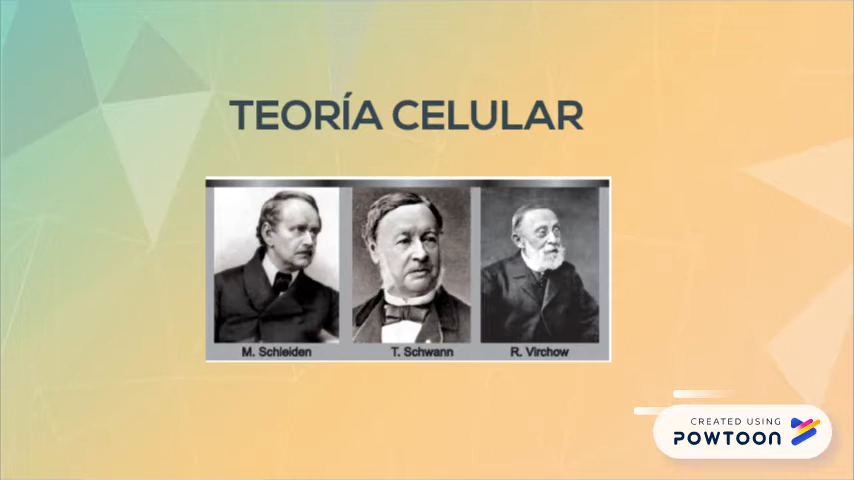 TEORÍA CELULAR
M. Schleiden
T. Schwann
R. Virchow
CREATED USING
POWTOON